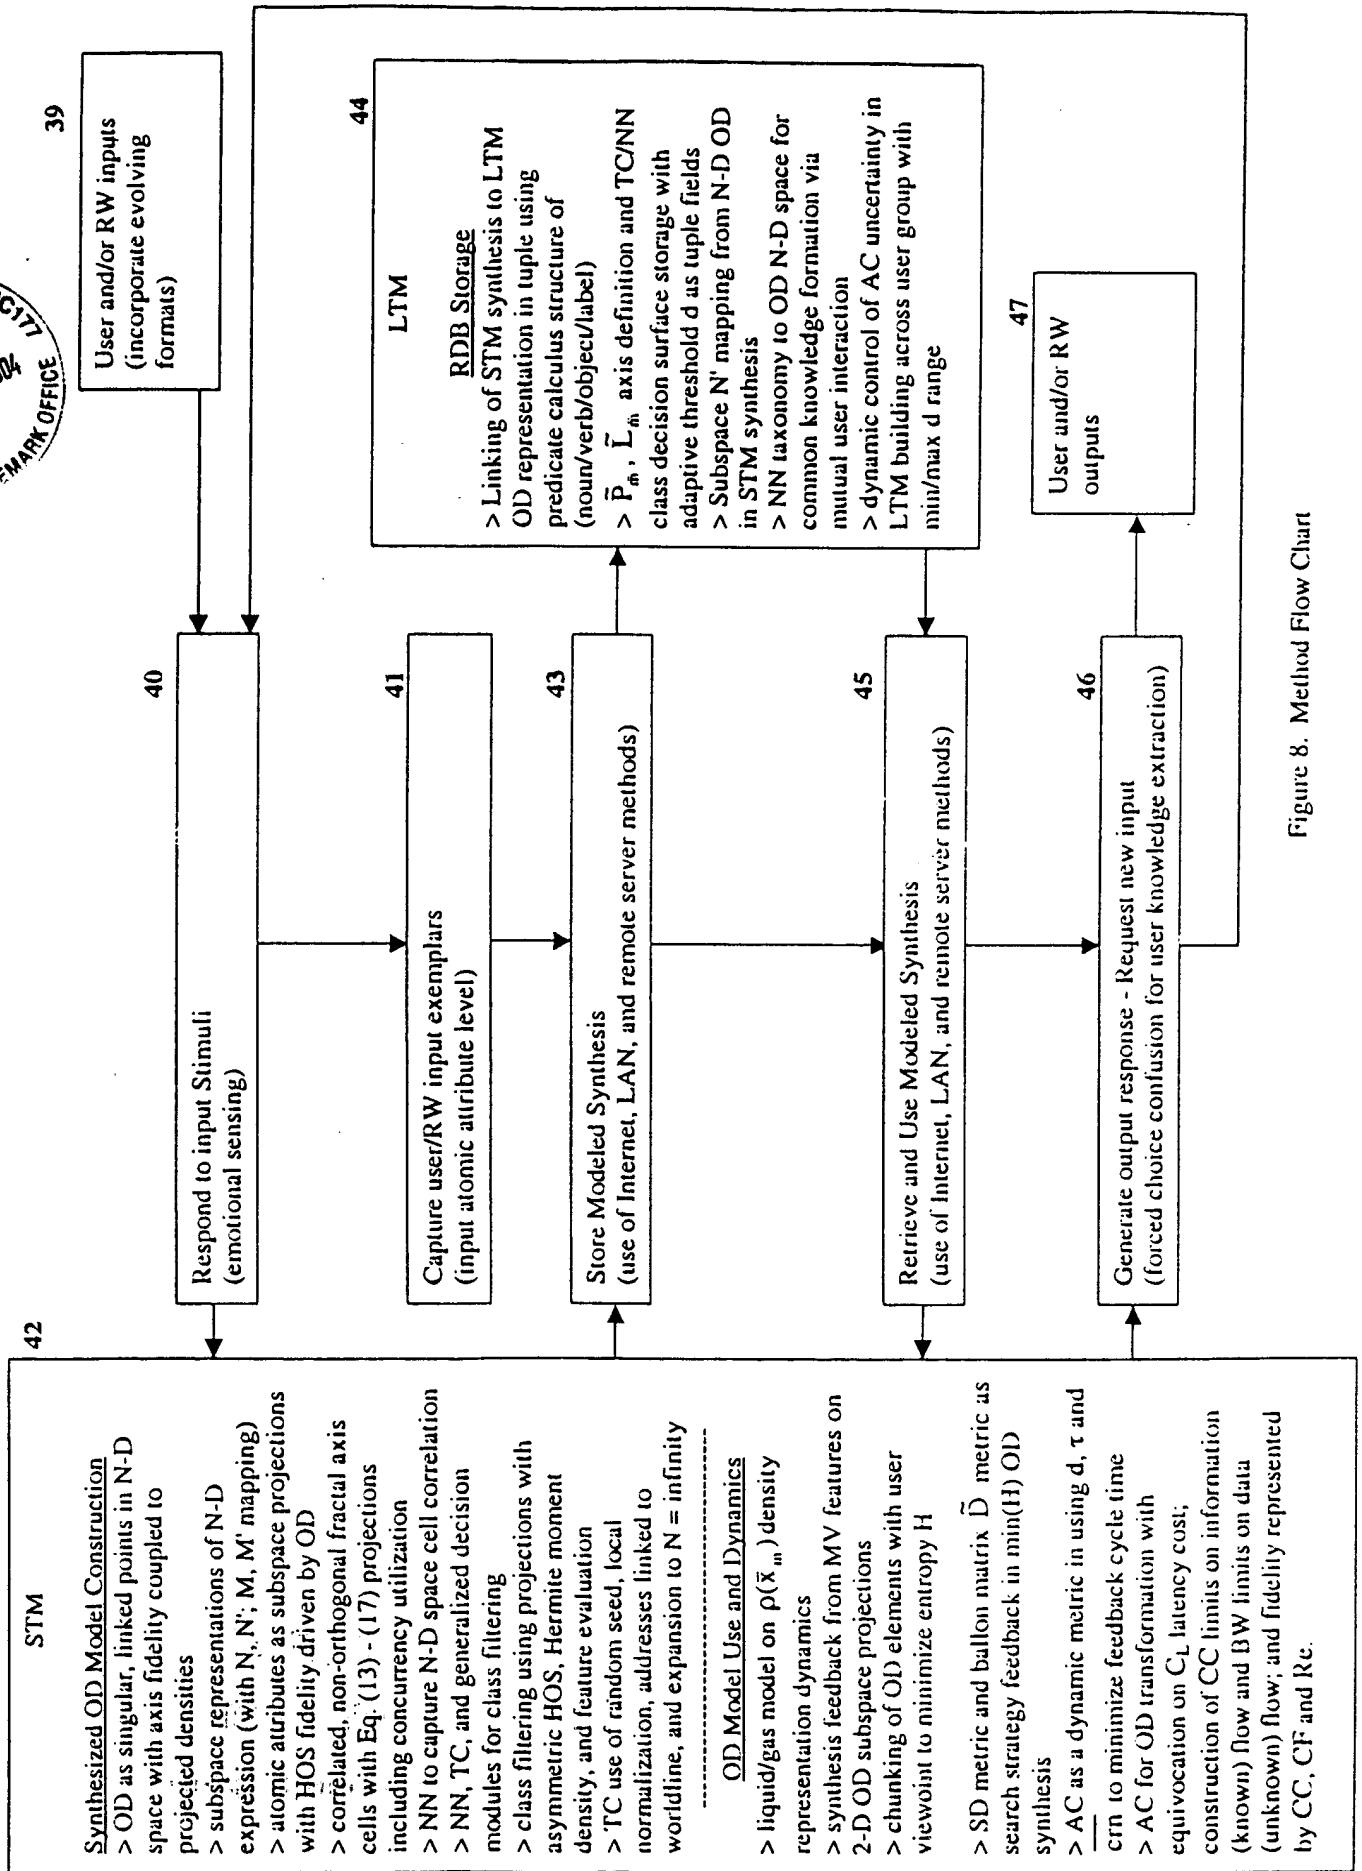 39
User and/or RW inputs
(incorporate evolving
formats)
40
Respond to input Stimuli
(emotional sensing)
41
Capture user/RW input exemplars
(input atomic attribute level)
42
STM
Synthesized OD Model Construction
> OD as singular, linked points in N-D
space with axis fidelity coupled to
projected densities
> subspace representations of N-D
expression (with N, N'; M, M' mapping)
> atomic attributes as subspace projections
with HOS fidelity driven by OD
> correlated, non-orthogonal fractal axis
cells with Eq. (13) - (17) projections
including concurrency utilization
> NN to capture N-D space cell correlation
> NN, TC, and generalized decision
modules for class filtering
> class filtering using projections with
asymmetric HOS, Hermite moment
density, and feature evaluation
> TC use of random seed, local
normalization, addresses linked to
worldline, and expansion to N = infinity
OD Model Use and Dynamics
> liquid/gas model on ρ(x̄ m) density
representation dynamics
> synthesis feedback from MV features on
2-D OD subspace projections
> chunking of OD elements with user
viewpoint to minimize entropy H
> SD metric and ballon matrix D̃ metric as
search strategy feedback in min(H) OD
synthesis
> AC as a dynamic metric in using d, τ and
crn to minimize feedback cycle time
> AC for OD transformation with
equivocation on CL latency cost;
construction of CC limits on information
(known) flow and BW limits on data
(unknown) flow; and fidelity represented
by CC, CF and Re.
43
Store Modeled Synthesis
(use of Internet, LAN, and remote server methods)
44
LTM
RDB Storage
> Linking of STM synthesis to LTM
OD representation in tuple using
predicate calculus structure of
(noun/verb/object/label)
> P̃m̂, L̃m̂ axis definition and TC/NN
class decision surface storage with
adaptive threshold d as tuple fields
> Subspace N' mapping from N-D OD
in STM synthesis
> NN taxonomy to OD N-D space for
common knowledge formation via
mutual user interaction
> dynamic control of AC uncertainty in
LTM building across user group with
min/max d range
45
Retrieve and Use Modeled Synthesis
(use of Internet, LAN, and remote server methods)
46
Generate output response - Request new input
(forced choice confusion for user knowledge extraction)
47
User and/or RW
outputs
Figure 8. Method Flow Chart
C177
EMARK OFFICE